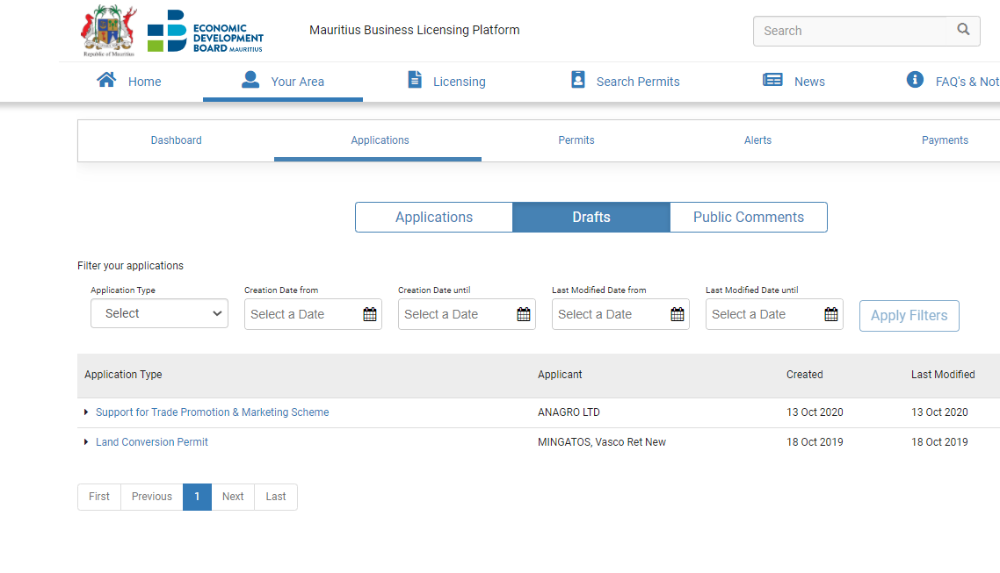 Republic of Mauritius
ECONOMIC
DEVELOPMENT
BOARD MAURITIUS
Mauritius Business Licensing Platform
Search
Home
Your Area
Licensing
Search Permits
News
FAQ's & Not
Dashboard
Applications
Permits
Alerts
Payments
Applications
Drafts
Public Comments
Filter your applications
Application Type
Creation Date from
Creation Date until
Last Modified Date from
Last Modified Date until
Select
Select a Date
Select a Date
Select a Date
Select a Date
Apply Filters
Application Type Applicant Created Last Modified
Support for Trade Promotion & Marketing Scheme ANAGRO LTD 13 Oct 2020 13 Oct 2020
Land Conversion Permit MINGATOS, Vasco Ret New 18 Oct 2019 18 Oct 2019
First Previous 1 Next Last